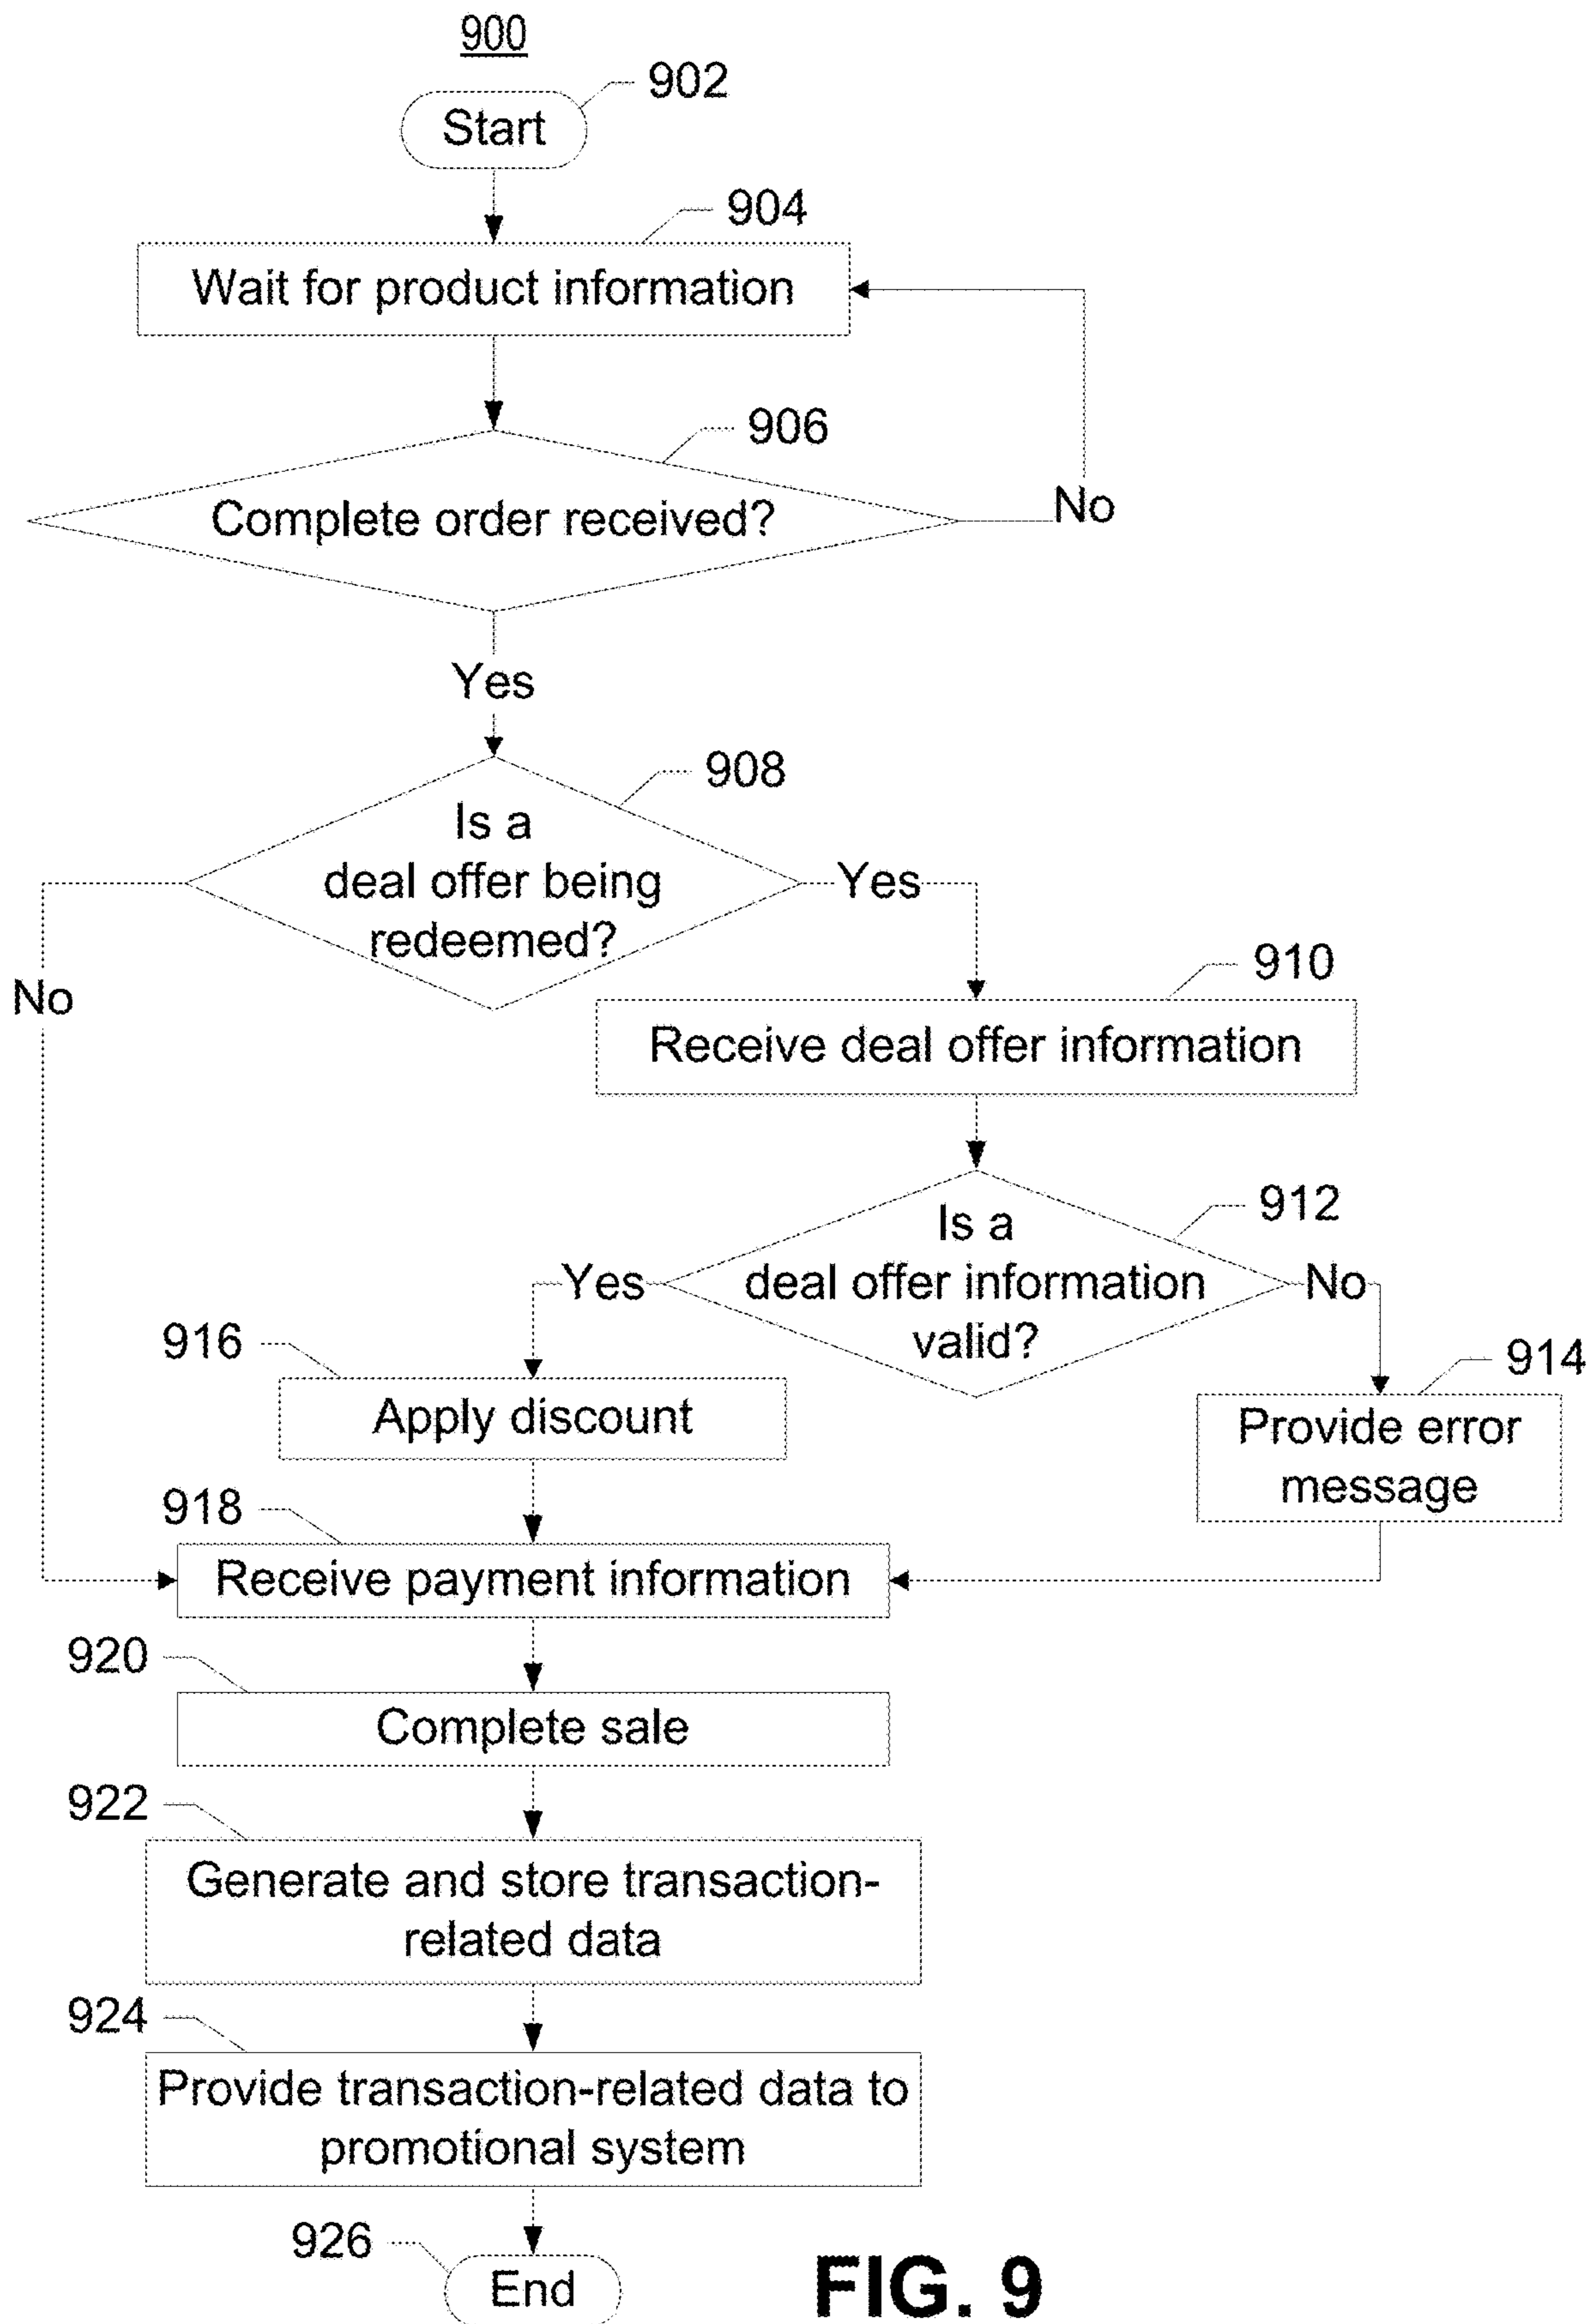 900
902
Start
904
Wait for product information
906
Complete order received?
No
Yes
908
Is a
deal offer being
redeemed?
Yes
No
910
Receive deal offer information
912
Is a
deal offer information
valid?
Yes
No
916
Apply discount
914
Provide error
message
918
Receive payment information
920
Complete sale
922
Generate and store transaction-
related data
924
Provide transaction-related data to
promotional system
926
End
FIG. 9